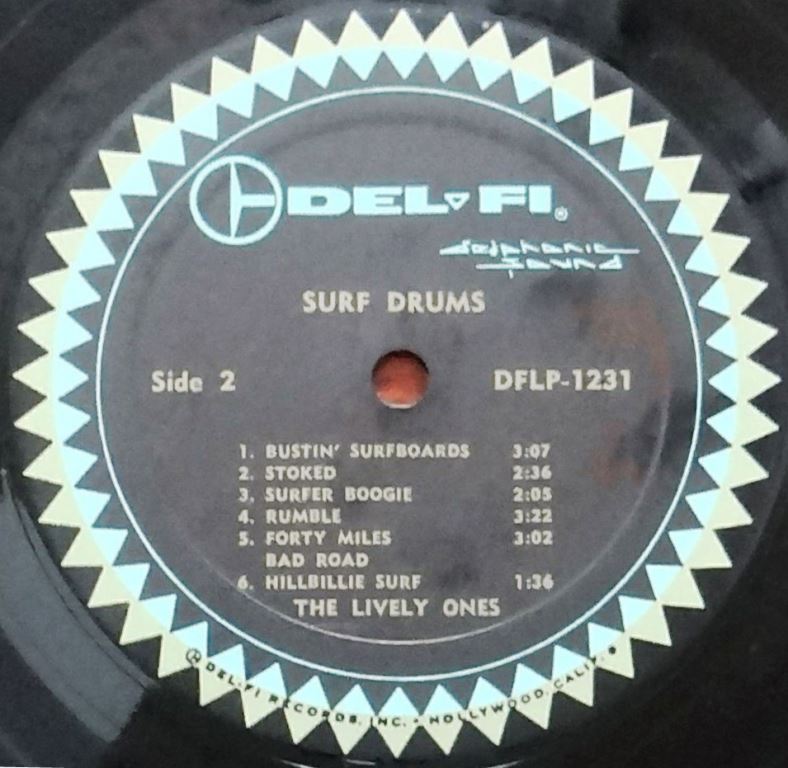 DEL-FI ®
Delphonic
Sound
SURF DRUMS
Side 2
DFLP-1231
1. BUSTIN' SURFBOARDS 3:07
2. STOKED 2:36
3. SURFER BOOGIE 2:05
4. RUMBLE 3:22
5. FORTY MILES 3:02
BAD ROAD
6. HILLBILLIE SURF 1:36
THE LIVELY ONES
DEL-FI RECORDS, INC. • HOLLYWOOD, CALIF.